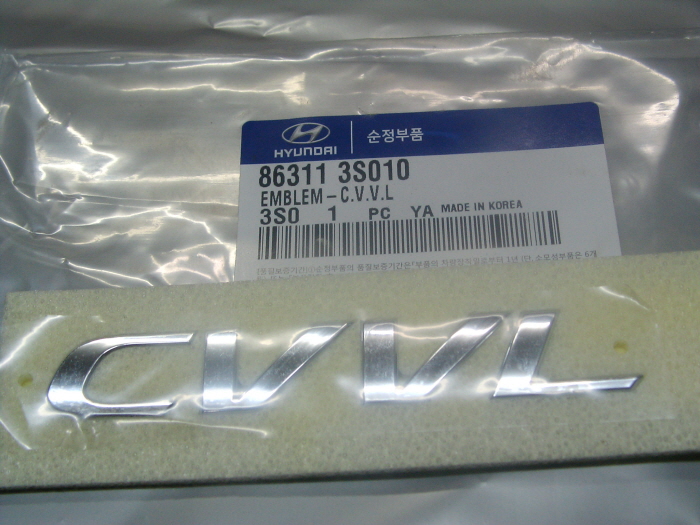 HYUNDAI 순정부품
86311 3S010
EMBLEM-C.V.V.L
3S0 1 PC YA MADE IN KOREA
CVVL